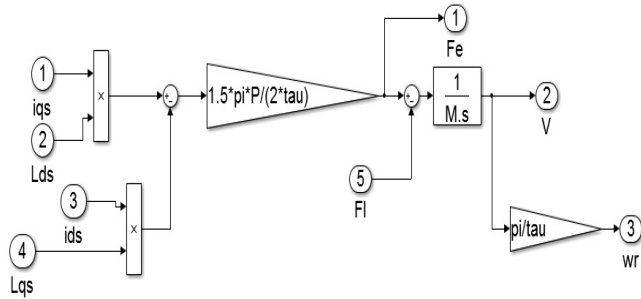 1
iqs
2
Lds
x
3
ids
4
Lqs
x
+
-
1.5*pi*P/(2*tau)
1
Fe
+
-
5
Fl
1
M.s
2
V
pi/tau
3
wr